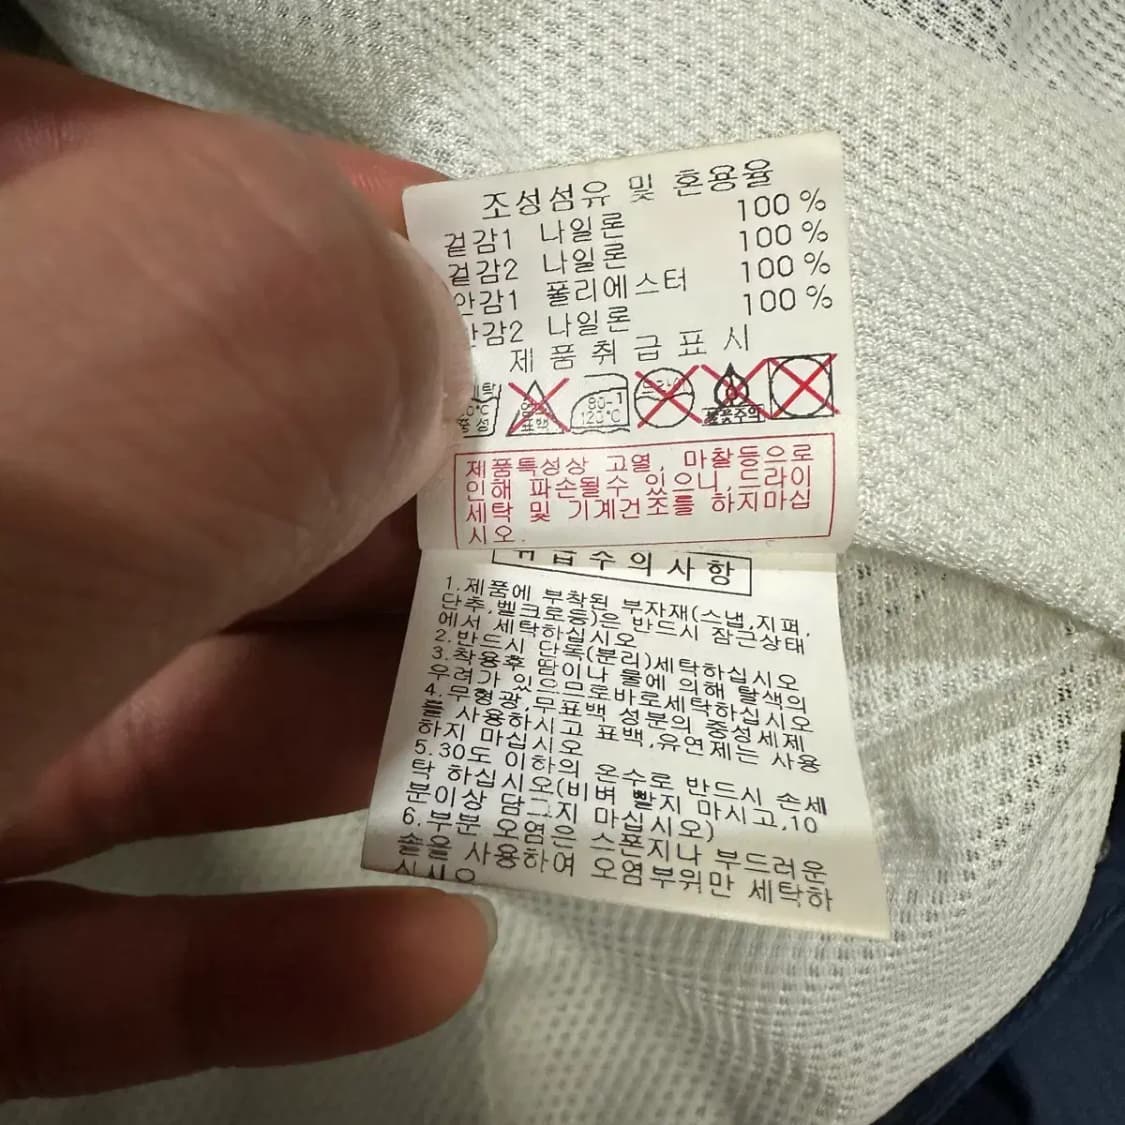 조성섬유 및 혼용율
겉감1 나일론 100 %
겉감2 나일론 100 %
안감1 폴리에스터 100 %
안감2 나일론 100 %
제품취급표시
80-120℃
제품특성상 고열, 마찰등으로
인해 파손될수 있으니,드라이
세탁 및 기계건조를 하지마십
시오.
취급주의사항
1.제품에 부착된 부자재(스냅,지퍼,
단추,벨크로등)은 반드시 잠근상태
에서 세탁하십시오
2.반드시 단독(분리)세탁하십시오
3.착용후 땀이나 물에 의해 탈색의
우려가 있으므로바로세탁하십시오
4.무형광,무표백 성분의 중성세제
를 사용하시고 표백,유연제는 사용
하지 마십시오
5.30도 이하의 온수로 반드시 손세
탁 하십시오(비벼 빨지 마시고,10
분이상 담그지 마십시오)
6.부분 오염은 스폰지나 부드러운
솔을 사용하여 오염부위만 세탁하
십시오